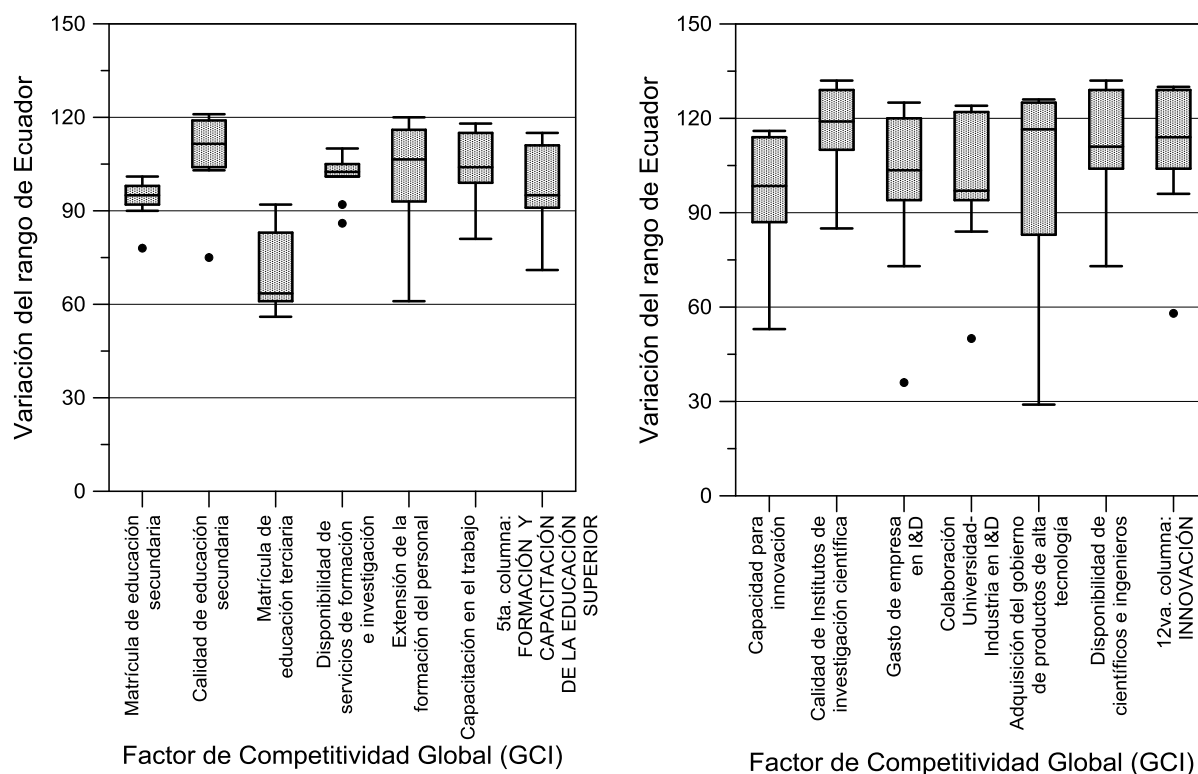 150
120
90
60
30
0
Variación del rango de Ecuador
Matrícula de educación
secundaria
Calidad de educación
secundaria
Matrícula de
educación terciaria
Disponibilidad de
servicios de formación
e investigación
Extensión de la
formación del personal
Capacitación en el trabajo
5ta. columna:
FORMACIÓN Y
CAPACITACIÓN
DE LA EDUCACIÓN
SUPERIOR
Factor de Competitividad Global (GCI)
150
120
90
60
30
0
Variación del rango de Ecuador
Capacidad para
innovación
Calidad de Institutos de
investigación científica
Gasto de empresa
en I&D
Colaboración
Universidad-
Industria en I&D
Adquisición del gobierno
de productos de alta
tecnología
Disponibilidad de
científicos e ingenieros
12va. columna:
INNOVACIÓN
Factor de Competitividad Global (GCI)